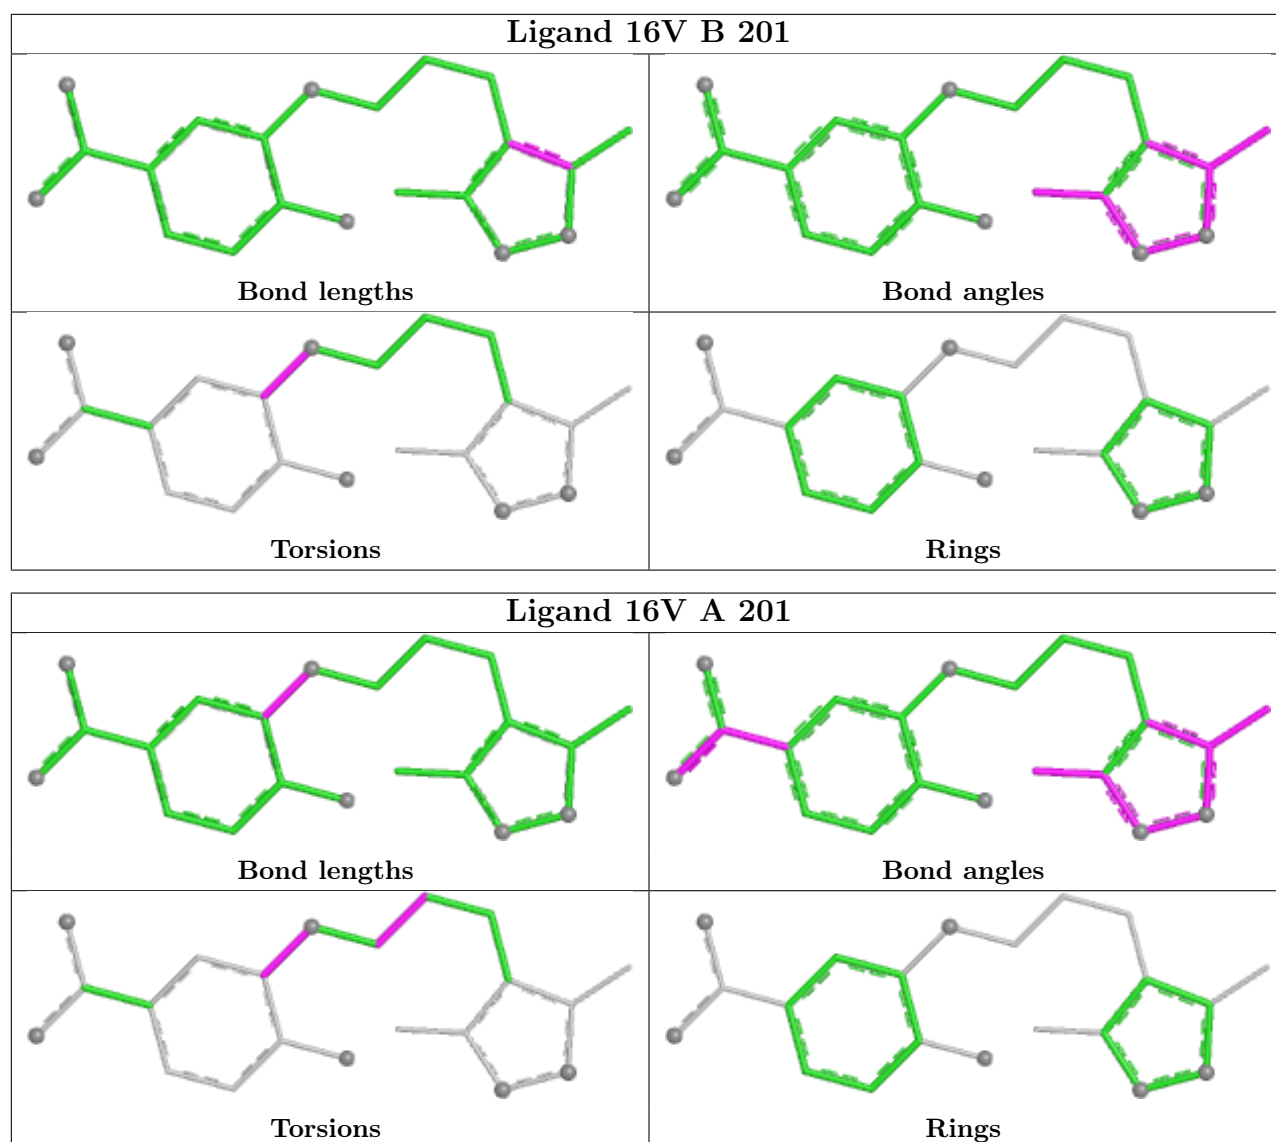 Ligand 16V B 201
Bond lengths
Bond angles
Torsions
Rings
Ligand 16V A 201
Bond lengths
Bond angles
Torsions
Rings